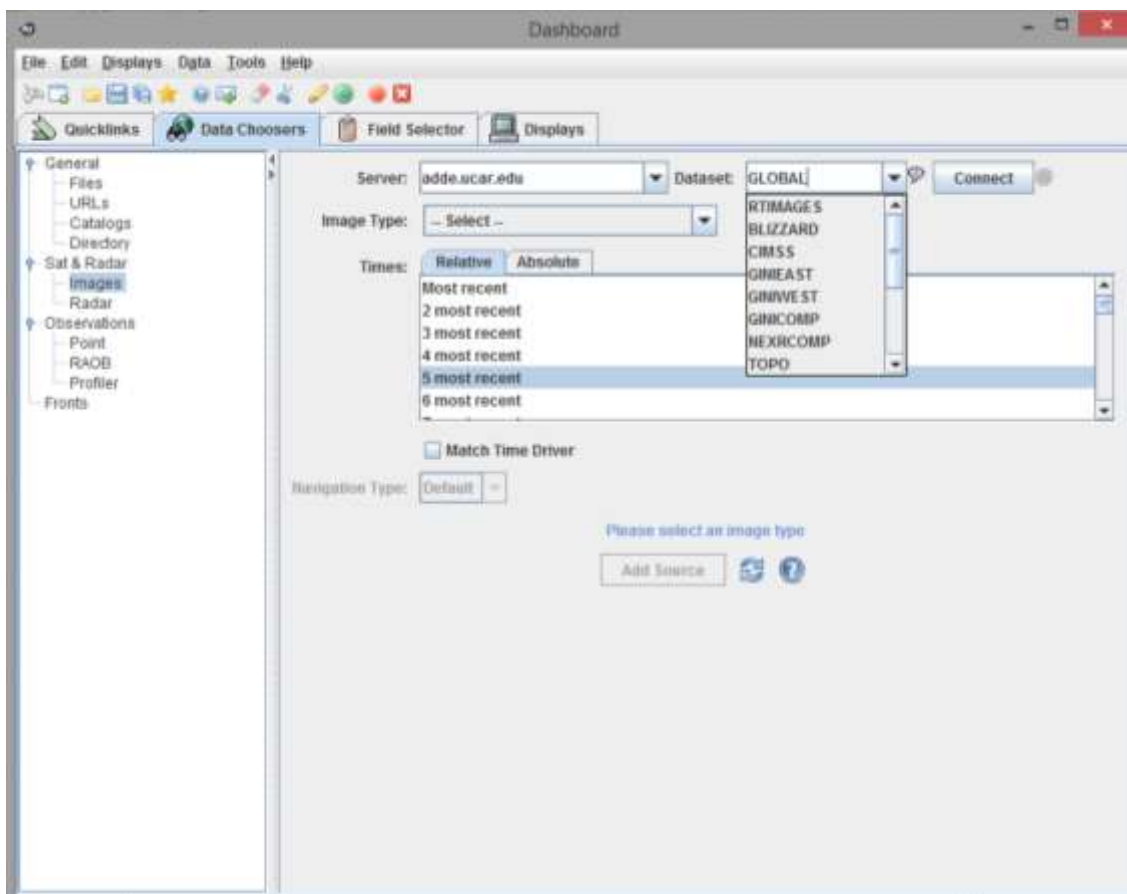 Dashboard
File Edit Displays Data Tools Help
Quicklinks Data Choosers Field Selector Displays
General
Files
URLs
Catalogs
Directory
Sat & Radar
Images
Radar
Observations
Point
RAOB
Profiler
Fronts
Server: adde.ucar.edu Dataset: GLOBAL Connect
RTIMAGES
BLIZZARD
CIMSS
GINIEAST
GINIWEST
GINICOMP
NEXRCOMP
TOPO
Image Type: -- Select --
Times: Relative Absolute
Most recent
2 most recent
3 most recent
4 most recent
5 most recent
6 most recent
Match Time Driver
Navigation Type: Default
Please select an image type
Add Source